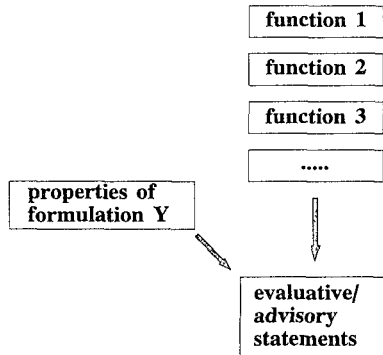 function 1
function 2
function 3
.....
properties of
formulation Y
evaluative/
advisory
statements